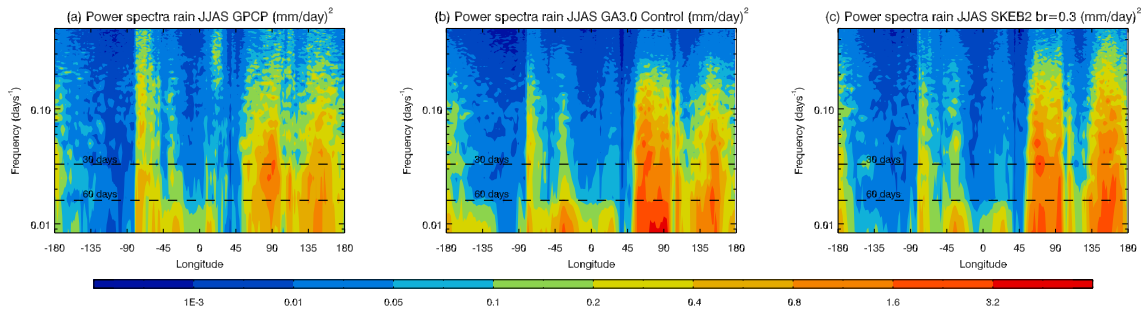 (a) Power spectra rain JJAS GPCP (mm/day)²
(b) Power spectra rain JJAS GA3.0 Control (mm/day)²
(c) Power spectra rain JJAS SKEB2 br=0.3 (mm/day)²
Frequency (days⁻¹)
0.10
0.01
30 days
60 days
-180 -135 -90 -45 0 45 90 135 180
Longitude
Frequency (days⁻¹)
0.10
0.01
30 days
60 days
-180 -135 -90 -45 0 45 90 135 180
Longitude
Frequency (days⁻¹)
0.10
0.01
30 days
60 days
-180 -135 -90 -45 0 45 90 135 180
Longitude
1E-3 0.01 0.05 0.1 0.2 0.4 0.8 1.6 3.2